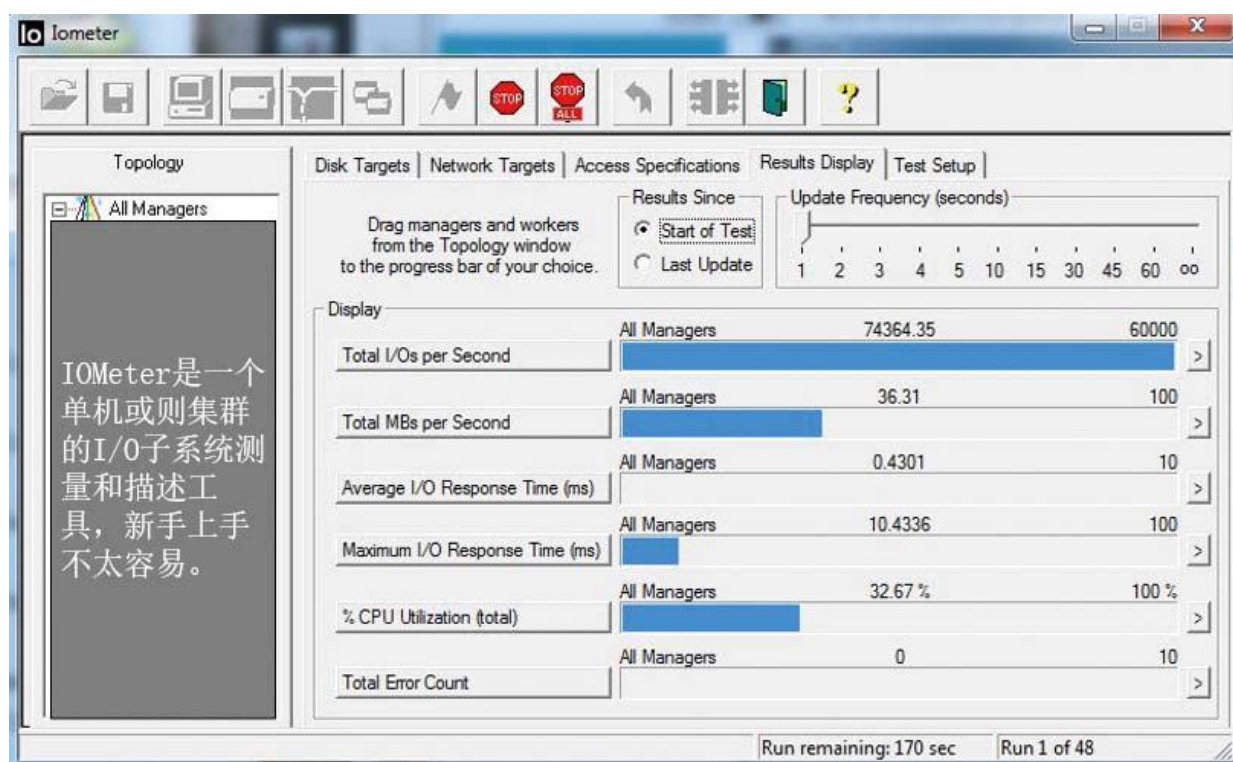 Io Iometer
STOP
STOP
ALL
?
Topology
All Managers
IOMeter是一个
单机或则集群
的I/O子系统测
量和描述工
具，新手上手
不太容易。
Disk Targets
Network Targets
Access Specifications
Results Display
Test Setup
Drag managers and workers
from the Topology window
to the progress bar of your choice.
Results Since
Start of Test
Last Update
Update Frequency (seconds)
1 2 3 4 5 10 15 30 45 60 oo
Display
All Managers 74364.35 60000
Total I/Os per Second >
All Managers 36.31 100
Total MBs per Second >
All Managers 0.4301 10
Average I/O Response Time (ms) >
All Managers 10.4336 100
Maximum I/O Response Time (ms) >
All Managers 32.67 % 100 %
% CPU Utilization (total) >
All Managers 0 10
Total Error Count >
Run remaining: 170 sec
Run 1 of 48